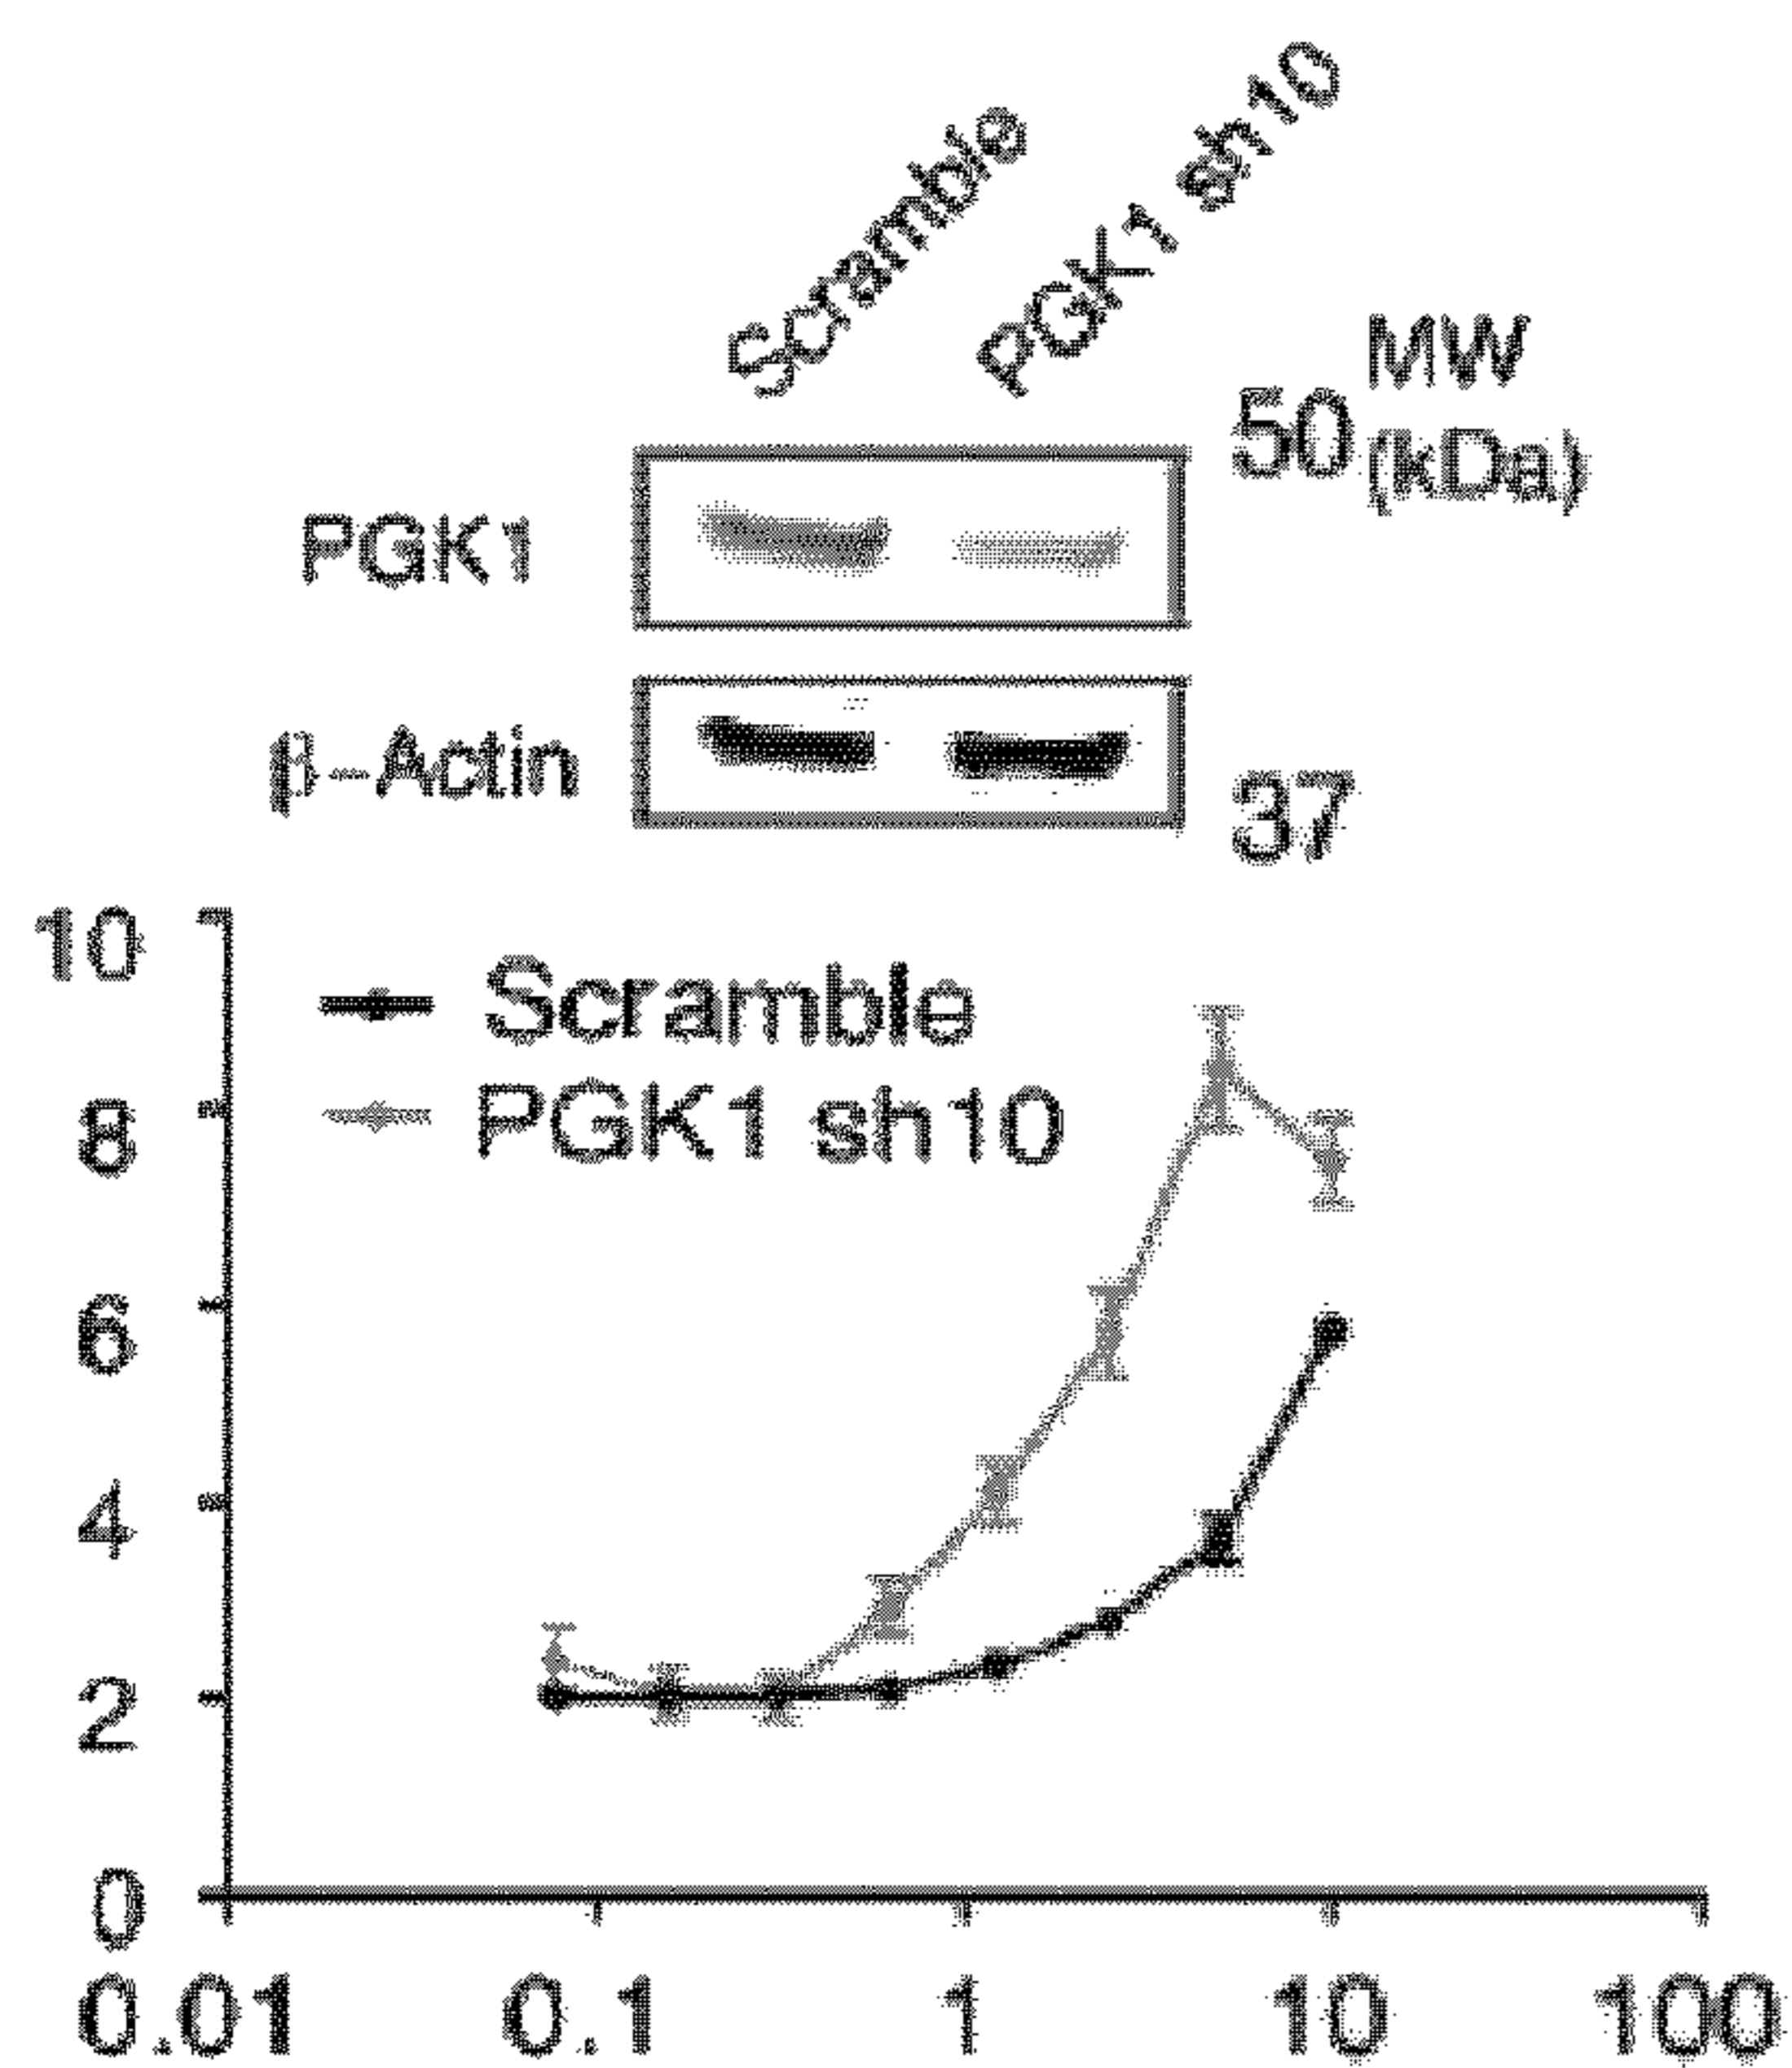 Scramble
PGK1 sh10
MW
(kDa)
50
PGK1
β-Actin
37
10
8
6
4
2
0
Scramble
PGK1 sh10
0.01
0.1
1
10
100